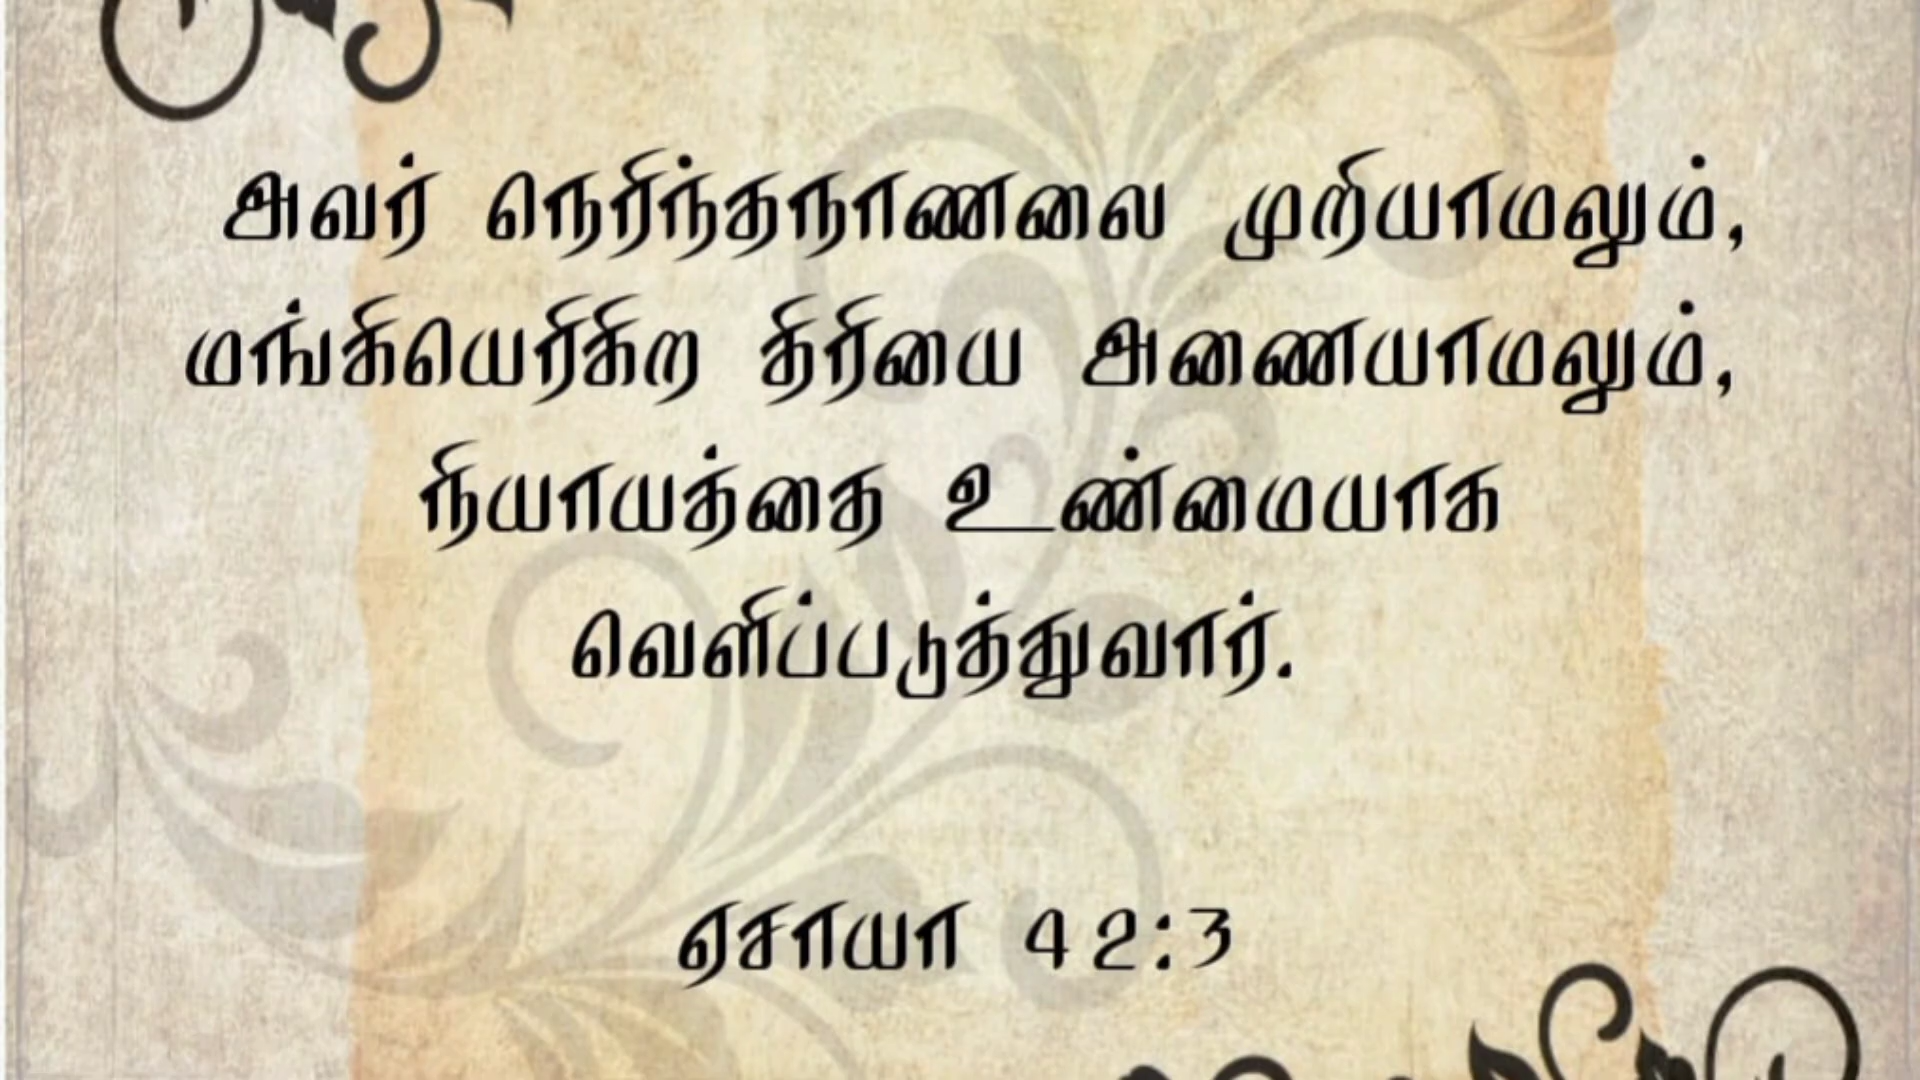 அவர் நெரிந்தநாணலை முறியாமலும்,
மங்கியெரிகிற திரியை அணையாமலும்,
நியாயத்தை உண்மையாக
வெளிப்படுத்துவார்.
ஏசாயா 42:3